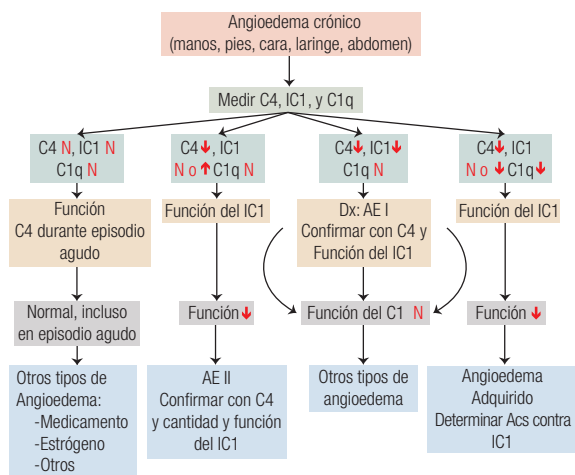 Angioedema crónico
(manos, pies, cara, laringe, abdomen)
Medir C4, IC1, y C1q
C4 N, IC1 N
C1q N
C4↓, IC1
N o ↑ C1q N
C4↓, IC1↓
C1q N
C4↓, IC1
N o ↓ C1q↓
Función
C4 durante episodio
agudo
Función del IC1
Dx: AE I
Confirmar con C4 y
Función del IC1
Función del IC1
Normal, incluso
en episodio agudo
Función↓
Función del C1 N
Función ↓
Otros tipos de
Angioedema:
-Medicamento
-Estrógeno
-Otros
AE II
Confirmar con C4
y cantidad y función
del IC1
Otros tipos de
angioedema
Angioedema
Adquirido
Determinar Acs contra
IC1